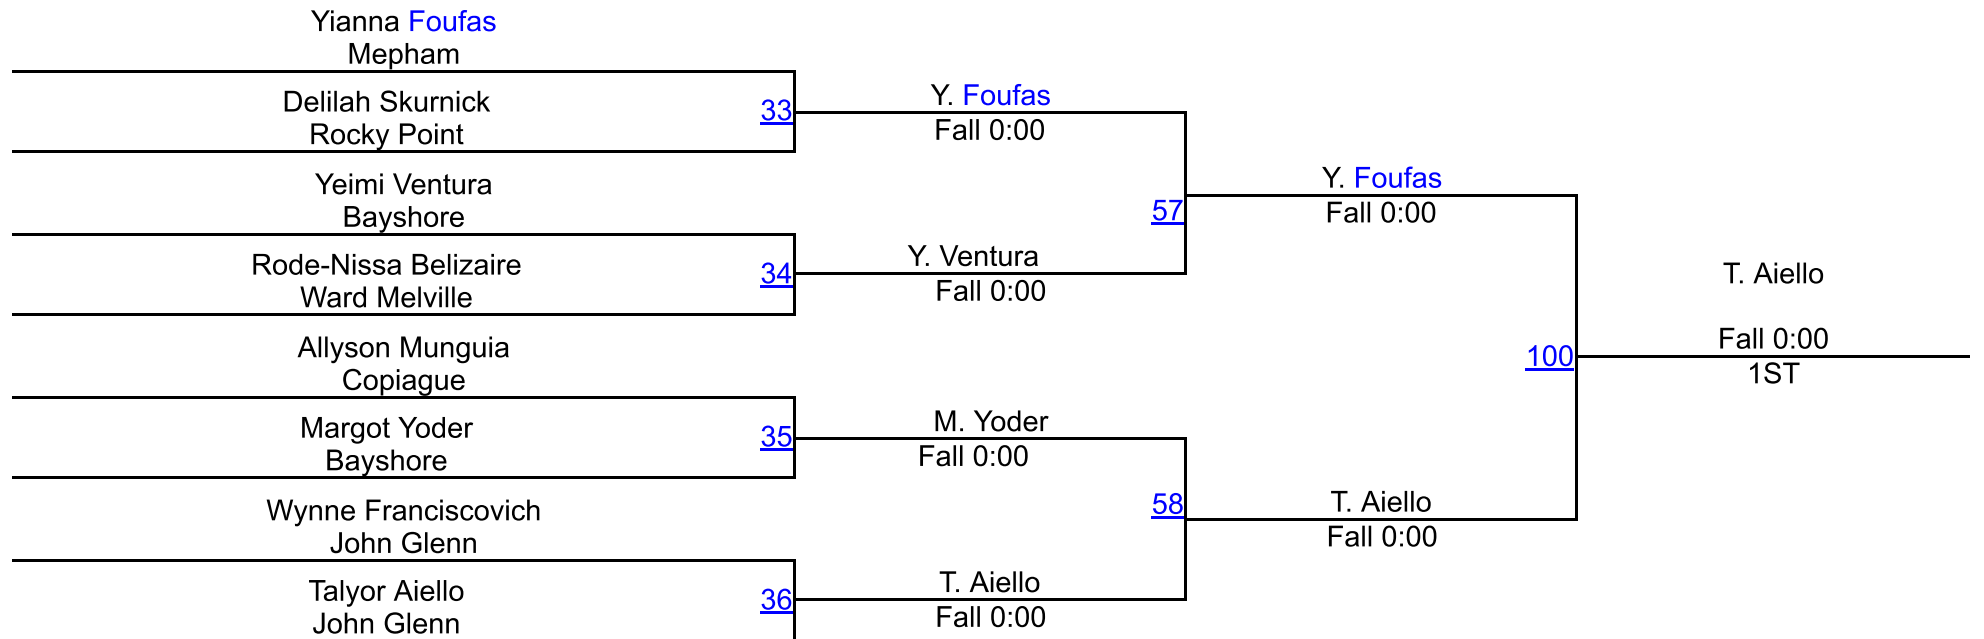 Yianna Foufas
Mepham
Delilah Skurnick
Rocky Point
33
Y. Foufas
Fall 0:00
Yeimi Ventura
Bayshore
Rode-Nissa Belizaire
Ward Melville
34
Y. Ventura
Fall 0:00
57
Y. Foufas
Fall 0:00
Allyson Munguia
Copiague
Margot Yoder
Bayshore
35
M. Yoder
Fall 0:00
Wynne Franciscovich
John Glenn
Talyor Aiello
John Glenn
36
T. Aiello
Fall 0:00
58
T. Aiello
Fall 0:00
100
T. Aiello
Fall 0:00
1ST